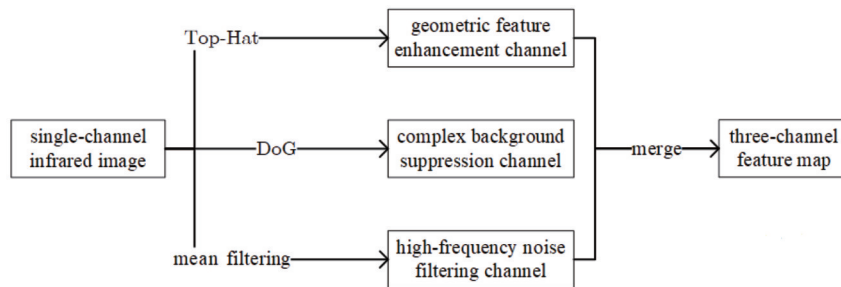 Top-Hat
geometric feature
enhancement channel
single-channel
infrared image
DoG
complex background
suppression channel
merge
three-channel
feature map
mean filtering
high-frequency noise
filtering channel